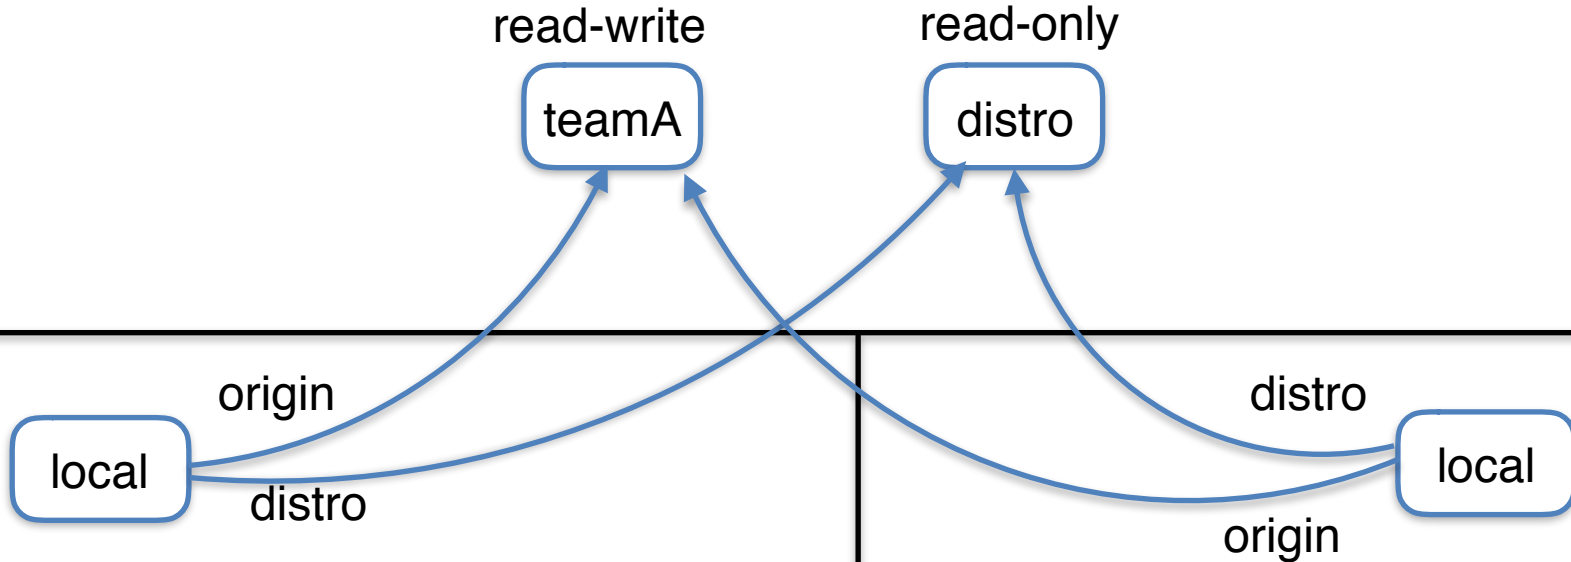 read-write
read-only
teamA
distro
origin
distro
local
local
distro
origin